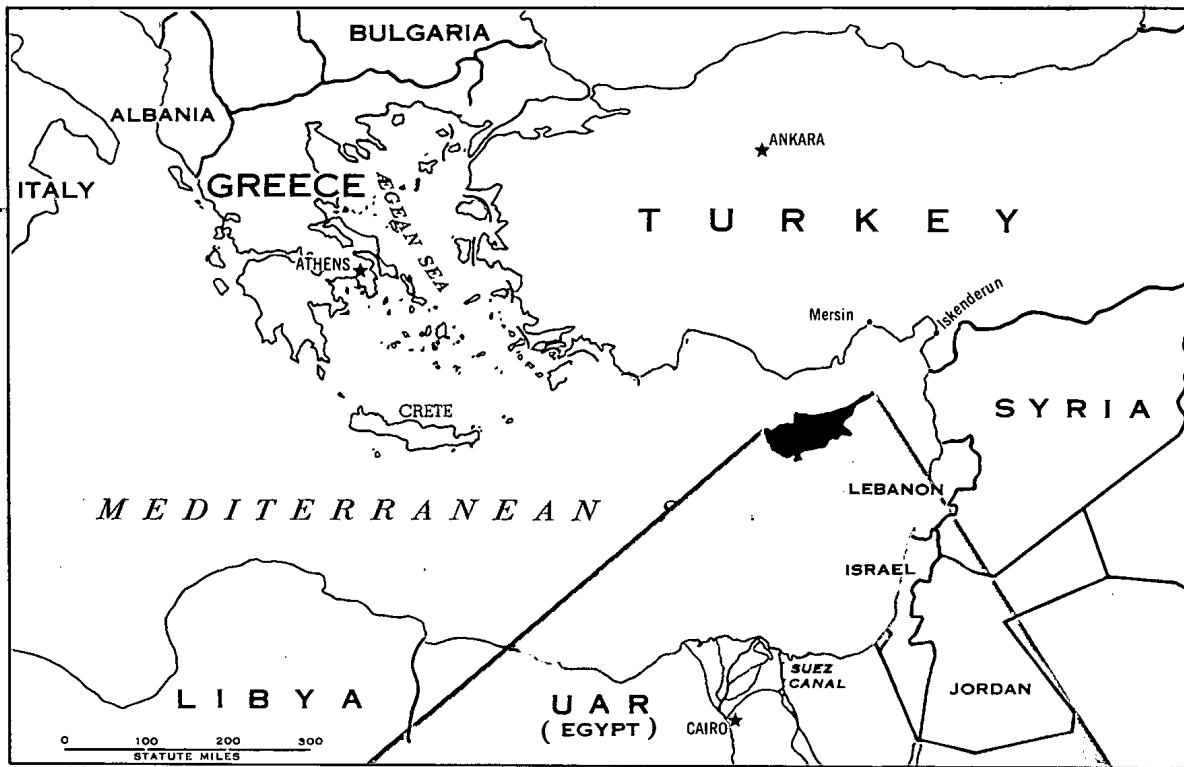 BULGARIA
ALBANIA
ANKARA
ITALY
GREECE
ÆGEAN SEA
TURKEY
ATHENS
Mersin
Iskenderun
CRETE
SYRIA
LEBANON
MEDITERRANEAN
ISRAEL
SUEZ
CANAL
JORDAN
LIBYA
UAR
(EGYPT)
CAIRO
0 100 200 300
STATUTE MILES